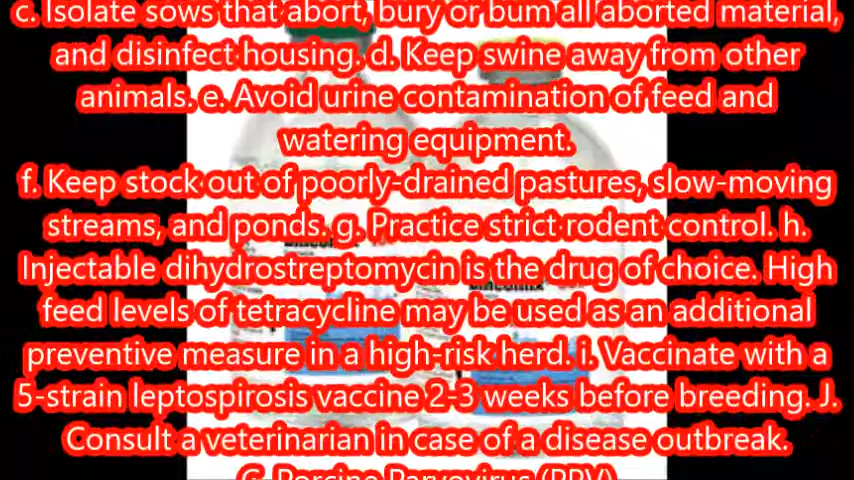 c. Isolate sows that abort, bury or bum all aborted material,
and disinfect housing. d. Keep swine away from other
animals. e. Avoid urine contamination of feed and
watering equipment.
f. Keep stock out of poorly-drained pastures, slow-moving
streams, and ponds. g. Practice strict rodent control. h.
Injectable dihydrostreptomycin is the drug of choice. High
feed levels of tetracycline may be used as an additional
preventive measure in a high-risk herd. i. Vaccinate with a
5-strain leptospirosis vaccine 2-3 weeks before breeding. J.
Consult a veterinarian in case of a disease outbreak.
Porcine Parvovirus (PPV)